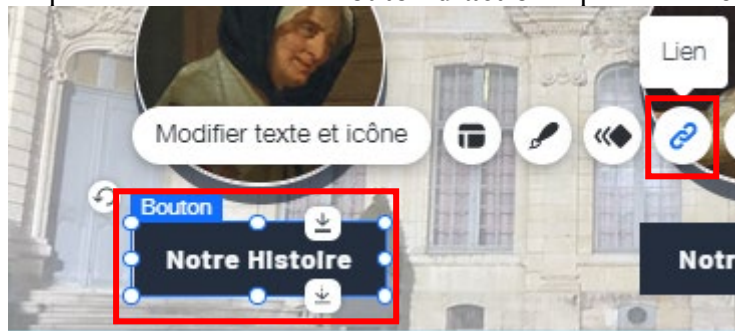 Lien
Modifier texte et icône
Bouton
Notre Histoire
Notr